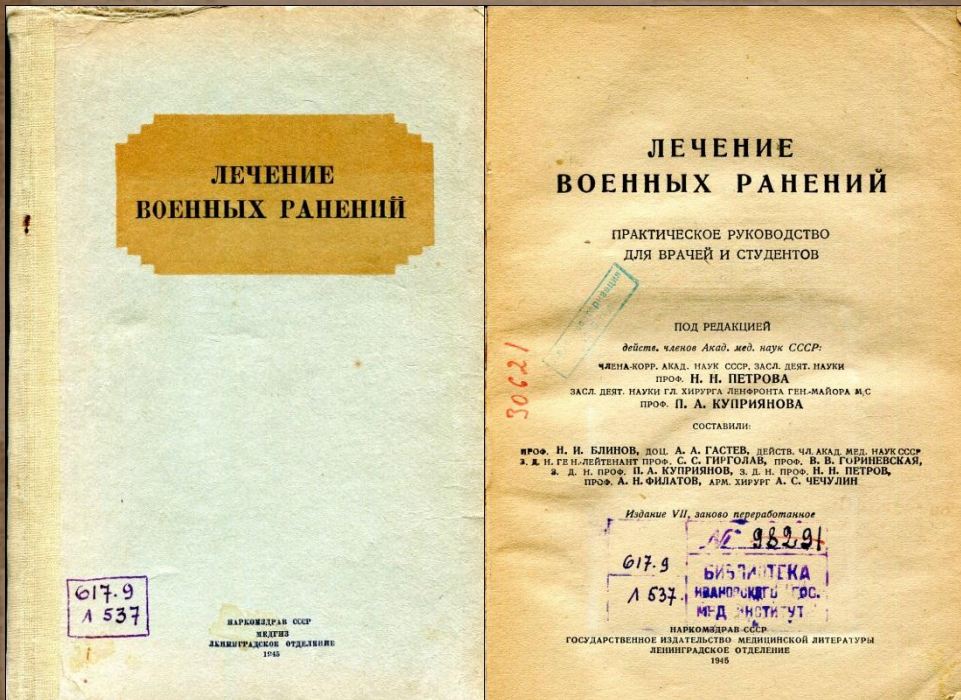 ЛЕЧЕНИЕ
ВОЕННЫХ РАНЕНИЙ
617.9
Л 537
НАРКОМЗДРАВ СССР
МЕДГИЗ
ЛЕНИНГРАДСКОЕ ОТДЕЛЕНИЕ
1945
ЛЕЧЕНИЕ
ВОЕННЫХ РАНЕНИЙ
ПРАКТИЧЕСКОЕ РУКОВОДСТВО
ДЛЯ ВРАЧЕЙ И СТУДЕНТОВ
30621
ПОД РЕДАКЦИЕЙ
действ. членов Акад. мед. наук СССР:
ЧЛЕНА-КОРР. АКАД. НАУК СССР, ЗАСЛ. ДЕЯТ. НАУКИ
ПРОФ. Н. Н. ПЕТРОВА
ЗАСЛ. ДЕЯТ. НАУКИ ГЛ. ХИРУРГА ЛЕНФРОНТА ГЕН.-МАЙОРА М/С
ПРОФ. П. А. КУПРИЯНОВА
СОСТАВИЛИ:
ПРОФ. Н. И. БЛИНОВ, ДОЦ. А. А. ГАСТЕВ, ДЕЙСТВ. ЧЛ. АКАД. МЕД. НАУК СССР
З. Д. Н. ГЕН.-ЛЕЙТЕНАНТ ПРОФ. С. С. ГИРГОЛАВ, ПРОФ. В. В. ГОРИНЕВСКАЯ,
З. Д. Н. ПРОФ. П. А. КУПРИЯНОВ, З. Д. Н. ПРОФ. Н. Н. ПЕТРОВ,
ПРОФ. А. Н. ФИЛАТОВ, АРМ. ХИРУРГ А. С. ЧЕЧУЛИН
Издание VII, заново переработанное
№ 98291
617.9
Л 537
БИБЛИОТЕКА
ИВАНОВСКОГО ГОС.
МЕД ИНСТИТУТ
НАРКОМЗДРАВ СССР
ГОСУДАРСТВЕННОЕ ИЗДАТЕЛЬСТВО МЕДИЦИНСКОЙ ЛИТЕРАТУРЫ
ЛЕНИНГРАДСКОЕ ОТДЕЛЕНИЕ
1945